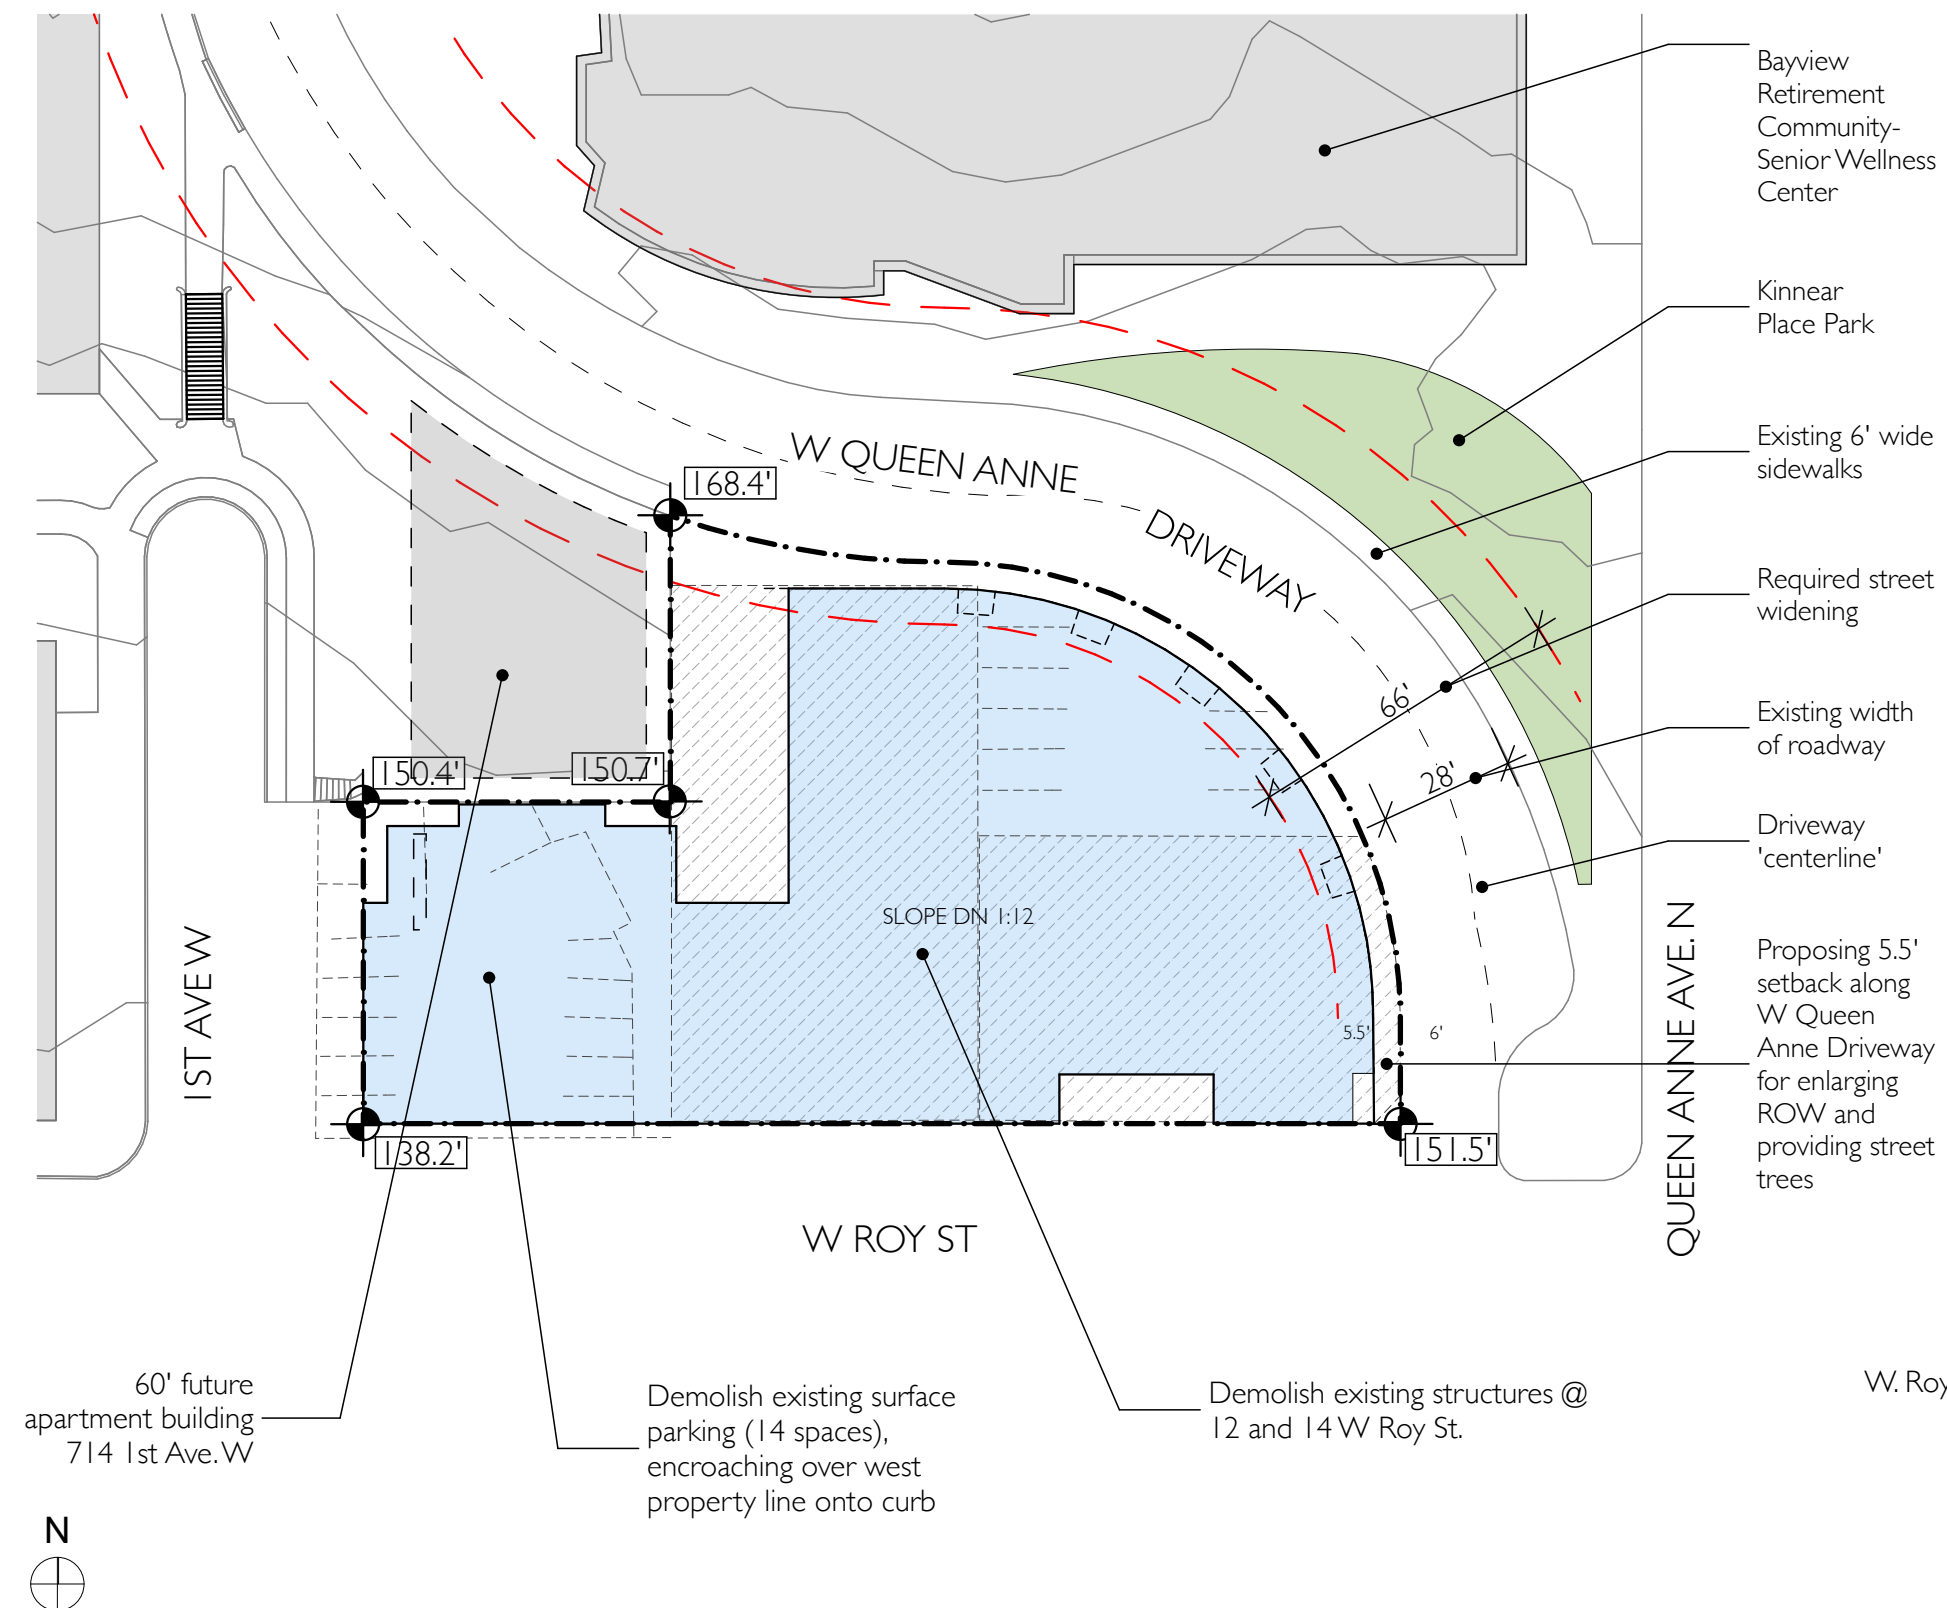 Bayview
Retirement
Community-
Senior Wellness
Center
Kinnear
Place Park
W QUEEN ANNE
DRIVEWAY
Existing 6' wide
sidewalks
168.4'
Required street
widening
66'
Existing width
of roadway
28'
150.4'
150.7'
Driveway
'centerline'
SLOPE DN 1:12
1ST AVE W
QUEEN ANNE AVE. N
Proposing 5.5'
setback along
W Queen
Anne Driveway
for enlarging
ROW and
providing street
trees
5.5'
6'
138.2'
151.5'
W ROY ST
60' future
apartment building
714 1st Ave. W
Demolish existing surface
parking (14 spaces),
encroaching over west
property line onto curb
Demolish existing structures @
12 and 14 W Roy St.
W. Roy
N